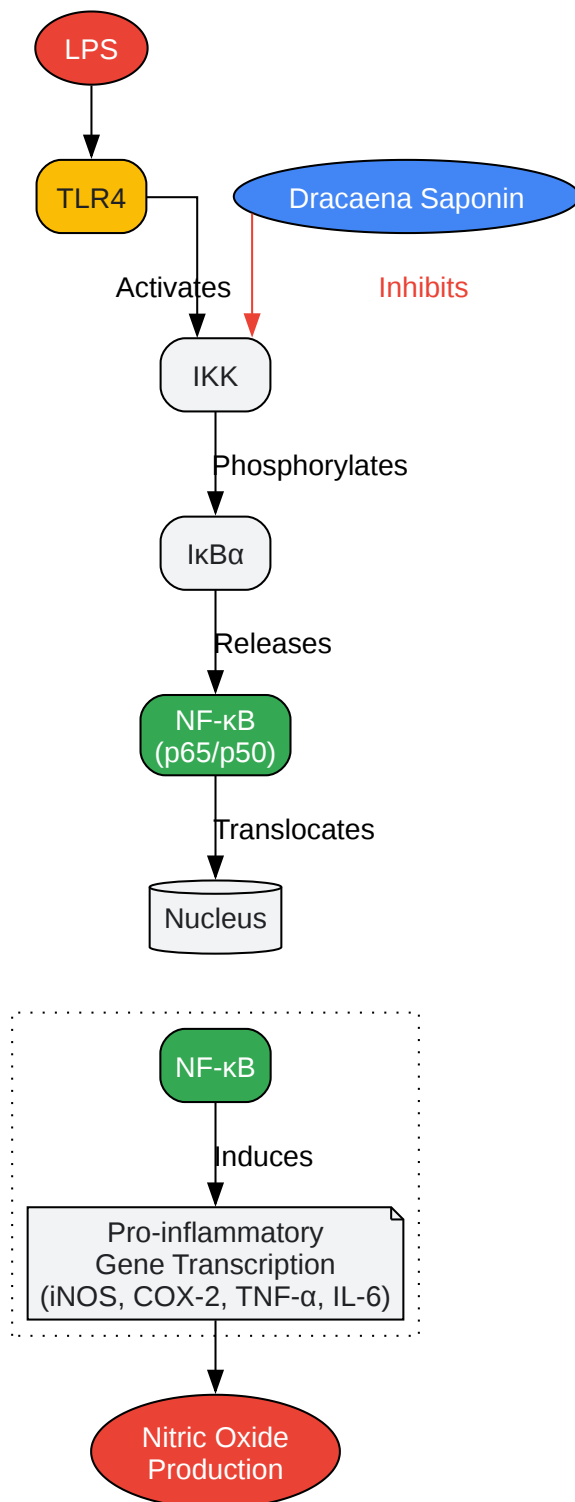 LPS
TLR4
Dracaena Saponin
Activates
Inhibits
IKK
Phosphorylates
IκBα
Releases
NF-κB
(p65/p50)
Translocates
Nucleus
NF-κB
Induces
Pro-inflammatory
Gene Transcription
(iNOS, COX-2, TNF-α, IL-6)
Nitric Oxide
Production